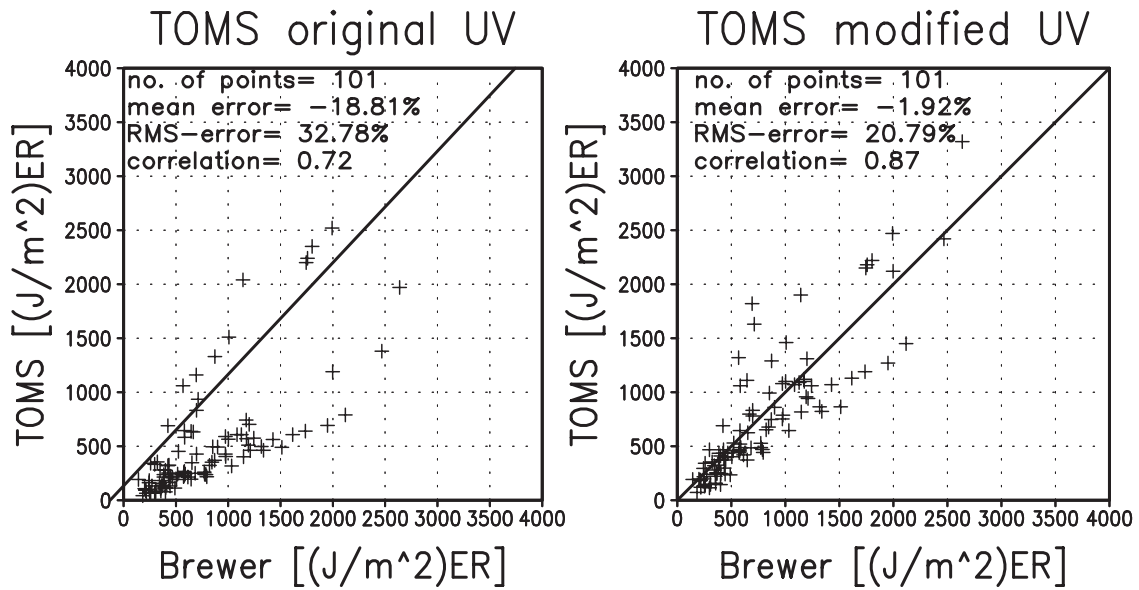 TOMS original UV
no. of points= 101
mean error= -18.81%
RMS-error= 32.78%
correlation= 0.72
4000
3500
3000
2500
2000
1500
1000
500
0
TOMS [(J/m^2)ER]
0 500 1000 1500 2000 2500 3000 3500 4000
Brewer [(J/m^2)ER]
TOMS modified UV
no. of points= 101
mean error= -1.92%
RMS-error= 20.79%
correlation= 0.87
4000
3500
3000
2500
2000
1500
1000
500
0
TOMS [(J/m^2)ER]
0 500 1000 1500 2000 2500 3000 3500 4000
Brewer [(J/m^2)ER]